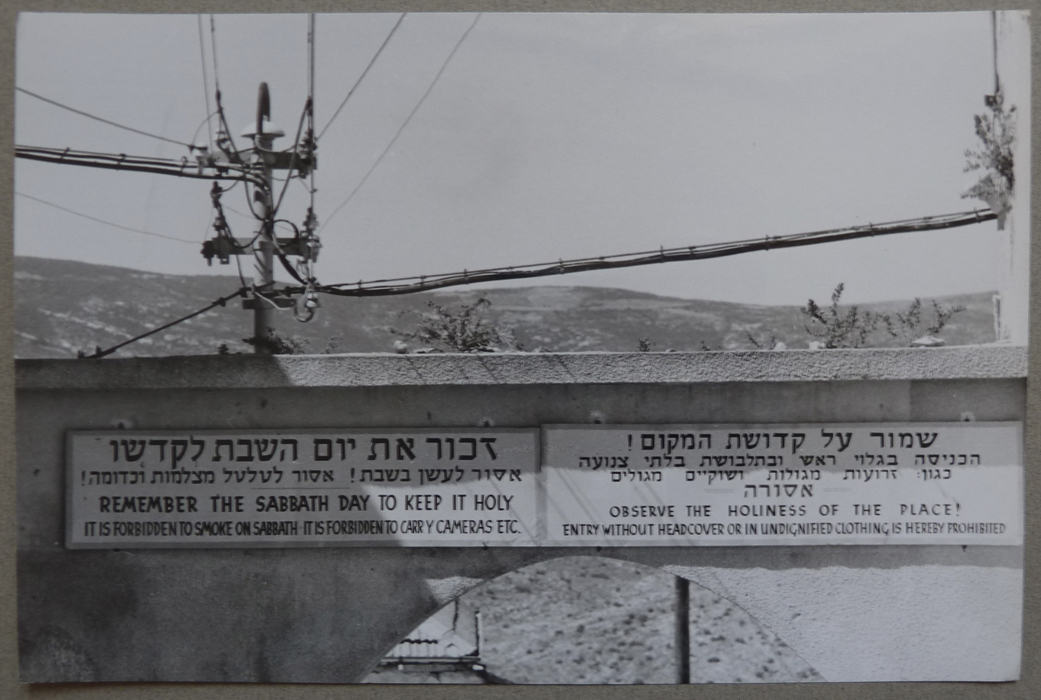 זכור את יום השבת לקדשו
אסור לעשן בשבת! אסור לטלטל מצלמות וכדומה!
REMEMBER THE SABBATH DAY TO KEEP IT HOLY
IT IS FORBIDDEN TO SMOKE ON SABBATH·IT IS FORBIDDEN TO CARRY CAMERAS ETC.
שמור על קדושת המקום!
הכניסה בגלוי ראש ובתלבושת בלתי צנועה
כגון: זרועות מגולות ושוקיים מגולים
אסורה
OBSERVE THE HOLINESS OF THE PLACE!
ENTRY WITHOUT HEADCOVER OR IN UNDIGNIFIED CLOTHING IS HEREBY PROHIBITED